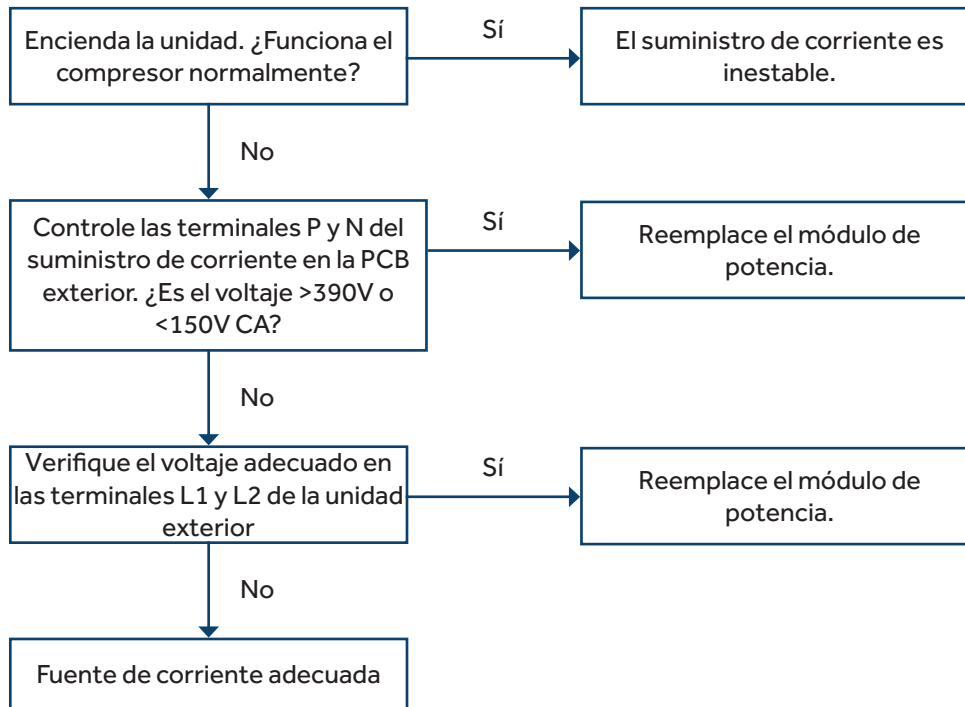 Encienda la unidad. ¿Funciona el
compresor normalmente?
Sí
El suministro de corriente es
inestable.
No
Controle las terminales P y N del
suministro de corriente en la PCB
exterior. ¿Es el voltaje >390V o
<150V CA?
Sí
Reemplace el módulo de
potencia.
No
Verifique el voltaje adecuado en
las terminales L1 y L2 de la unidad
exterior
Sí
Reemplace el módulo de
potencia.
No
Fuente de corriente adecuada